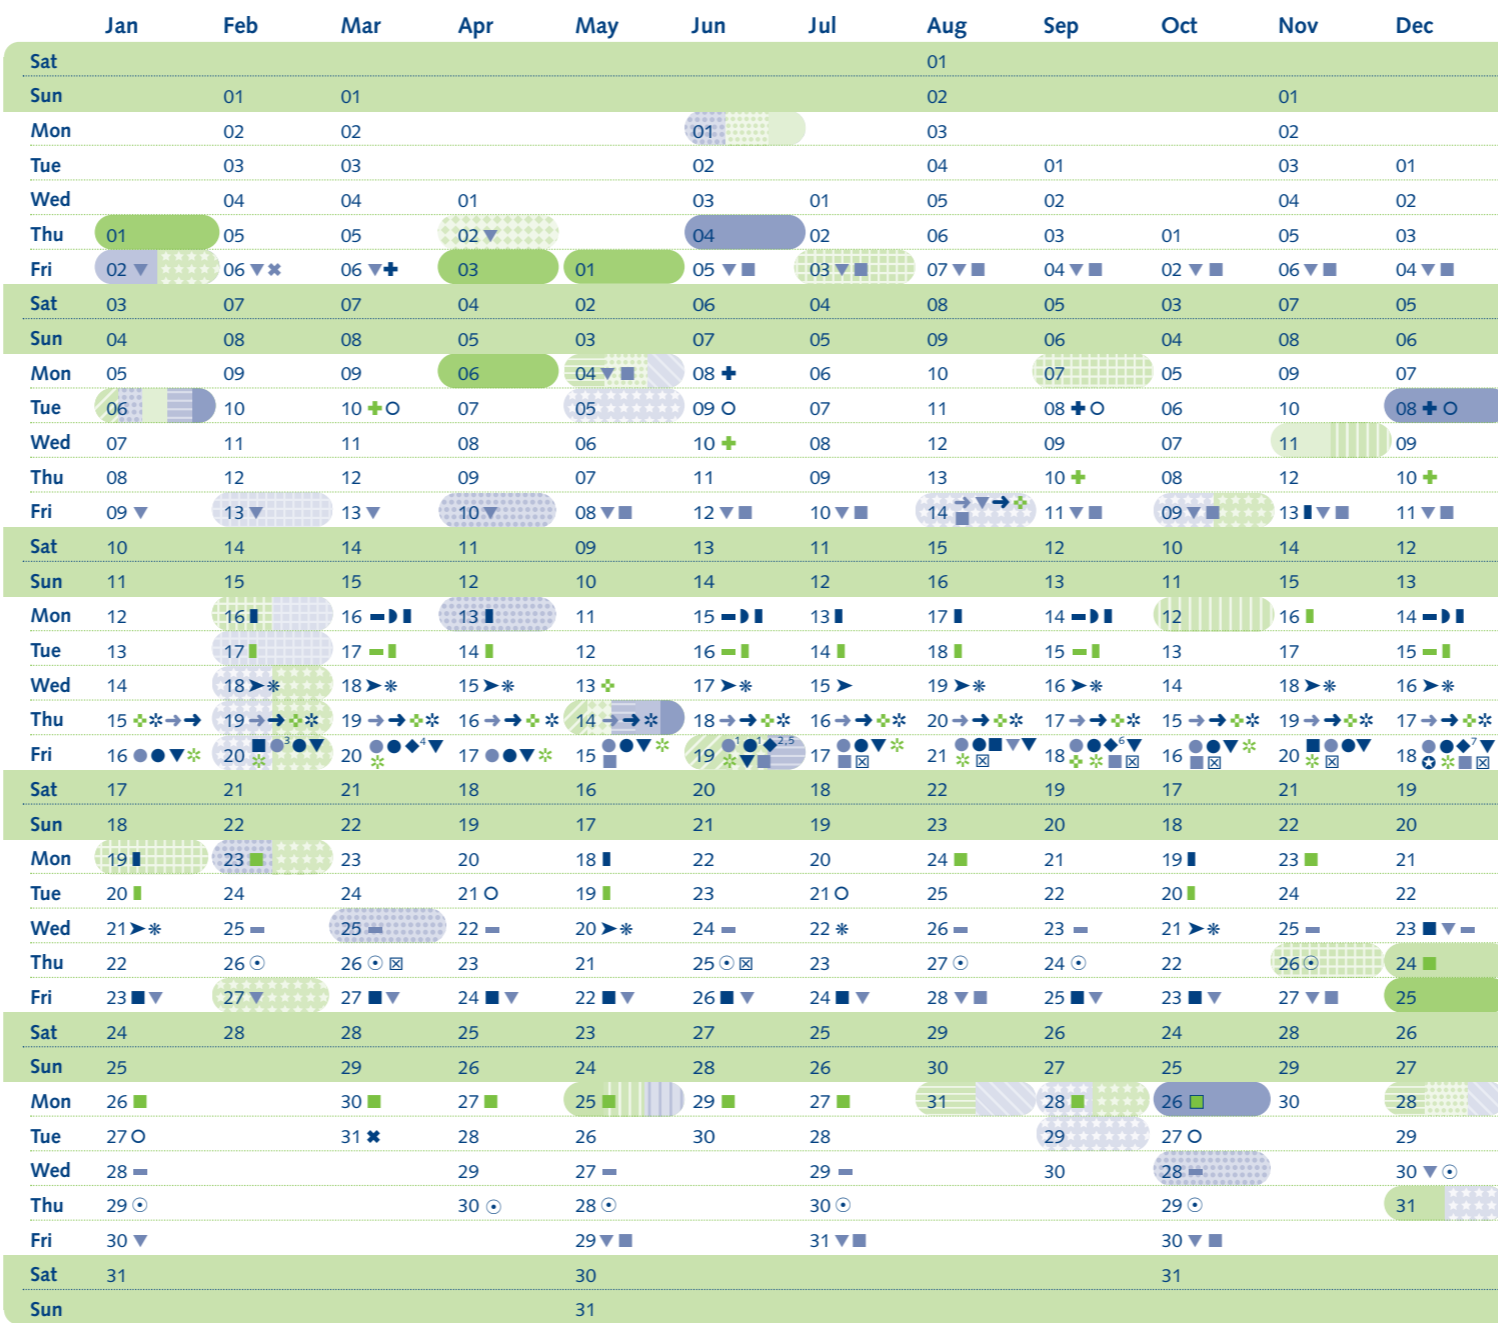 Jan Feb Mar Apr May Jun Jul Aug Sep Oct Nov Dec
Sat 01
Sun 01 01 02 01
Mon 02 02 01 03 02
Tue 03 03 02 04 01 03 01
Wed 04 04 01 03 01 05 02 04 02
Thu 01 05 05 02 04 02 06 03 01 05 03
Fri 02 06 06 03 01 05 03 07 04 02 06 04
Sat 03 07 07 04 02 06 04 08 05 03 07 05
Sun 04 08 08 05 03 07 05 09 06 04 08 06
Mon 05 09 09 06 04 08 06 10 07 05 09 07
Tue 06 10 10 07 05 09 07 11 08 06 10 08
Wed 07 11 11 08 06 10 08 12 09 07 11 09
Thu 08 12 12 09 07 11 09 13 10 08 12 10
Fri 09 13 13 10 08 12 10 14 11 09 13 11
Sat 10 14 14 11 09 13 11 15 12 10 14 12
Sun 11 15 15 12 10 14 12 16 13 11 15 13
Mon 12 16 16 13 11 15 13 17 14 12 16 14
Tue 13 17 17 14 12 16 14 18 15 13 17 15
Wed 14 18 18 15 13 17 15 19 16 14 18 16
Thu 15 19 19 16 14 18 16 20 17 15 19 17
Fri 16 20 3 20 4 17 15 19 1 1 2,5 17 21 18 6 16 20 18 7
Sat 17 21 21 18 16 20 18 22 19 17 21 19
Sun 18 22 22 19 17 21 19 23 20 18 22 20
Mon 19 23 23 20 18 22 20 24 21 19 23 21
Tue 20 24 24 21 19 23 21 25 22 20 24 22
Wed 21 25 25 22 20 24 22 26 23 21 25 23
Thu 22 26 26 23 21 25 23 27 24 22 26 24
Fri 23 27 27 24 22 26 24 28 25 23 27 25
Sat 24 28 28 25 23 27 25 29 26 24 28 26
Sun 25 29 26 24 28 26 30 27 25 29 27
Mon 26 30 27 25 29 27 31 28 26 30 28
Tue 27 31 28 26 30 28 29 27 29
Wed 28 29 27 29 30 28 30
Thu 29 30 28 30 29 31
Fri 30 29 31 30
Sat 31 30 31
Sun 31